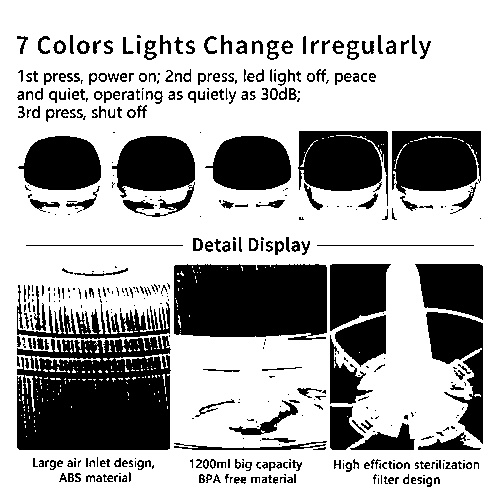 7 Colors Lights Change Irregularly
1st press, power on; 2nd press, led light off, peace
and quiet, operating as quietly as 30dB;
3rd press, shut off
Detail Display
Large air Inlet design,
ABS material
1200ml big capacity
BPA free material
High effiction sterilization
filter design